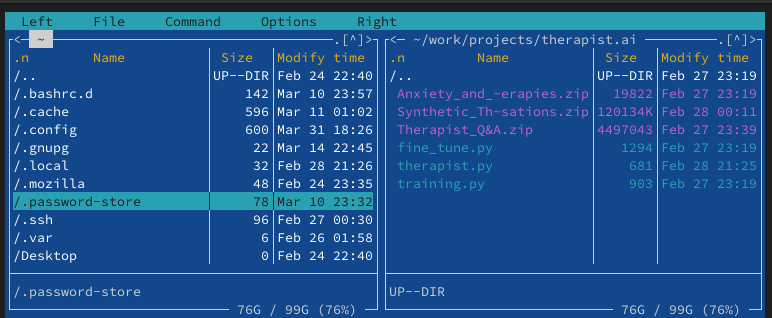 Left File Command Options Right
<─ ~ .[^]> <─ ~/work/projects/therapist.ai .[^]>
.n Name Size Modify time .n Name Size Modify time
/.. UP--DIR Feb 24 22:40 /.. UP--DIR Feb 27 23:19
/.bashrc.d 142 Mar 10 23:57 Anxiety_and_~erapies.zip 19822 Feb 27 23:19
/.cache 596 Mar 11 01:02 Synthetic_Th~sations.zip 120134K Feb 28 00:11
/.config 600 Mar 31 18:26 Therapist_Q&A.zip 4497043 Feb 27 23:39
/.gnupg 22 Mar 14 22:45 fine_tune.py 1294 Feb 27 23:19
/.local 32 Feb 28 21:26 therapist.py 681 Feb 28 21:25
/.mozilla 48 Feb 24 23:35 training.py 903 Feb 27 23:19
/.password-store 78 Mar 10 23:32
/.ssh 96 Feb 27 00:30
/.var 6 Feb 26 01:58
/Desktop 0 Feb 24 22:40
/.password-store UP--DIR
76G / 99G (76%) 76G / 99G (76%)